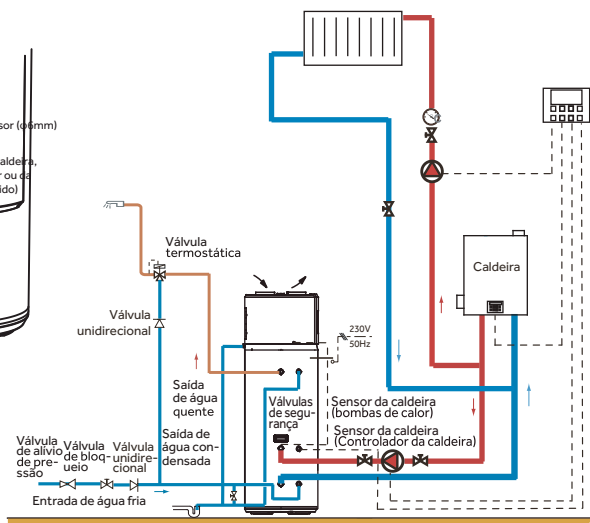 sor (ø6mm)
caldeira,
r ou da
ido)
Válvula
termostática
Válvula
unidirecional
Caldeira
230V
50Hz
Saída
de água
quente
Válvulas
de segu-
rança
Sensor da caldeira
(bombas de calor)
Sensor da caldeira
(Controlador da caldeira)
Saída de
água con-
densada
Válvula
de alívio
de pre-
ssão
Válvula
de bloq-
ueio
Válvula
unidire-
cional
Entrada de água fria